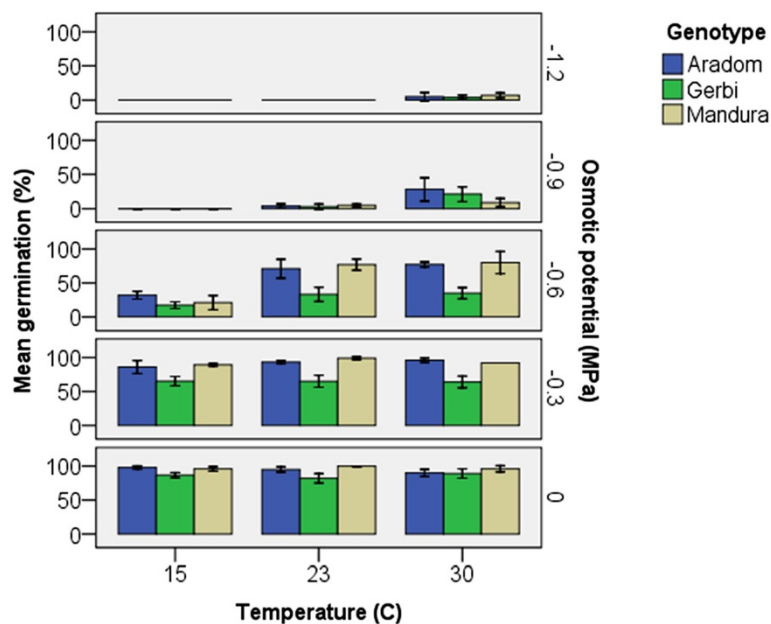 Mean germination (%)
100
50
0
-1.2
100
50
0
-0.9
100
50
0
-0.6
100
50
0
-0.3
100
50
0
0
Osmotic potential (MPa)
15 23 30
Temperature (C)
Genotype
Aradom
Gerbi
Mandura